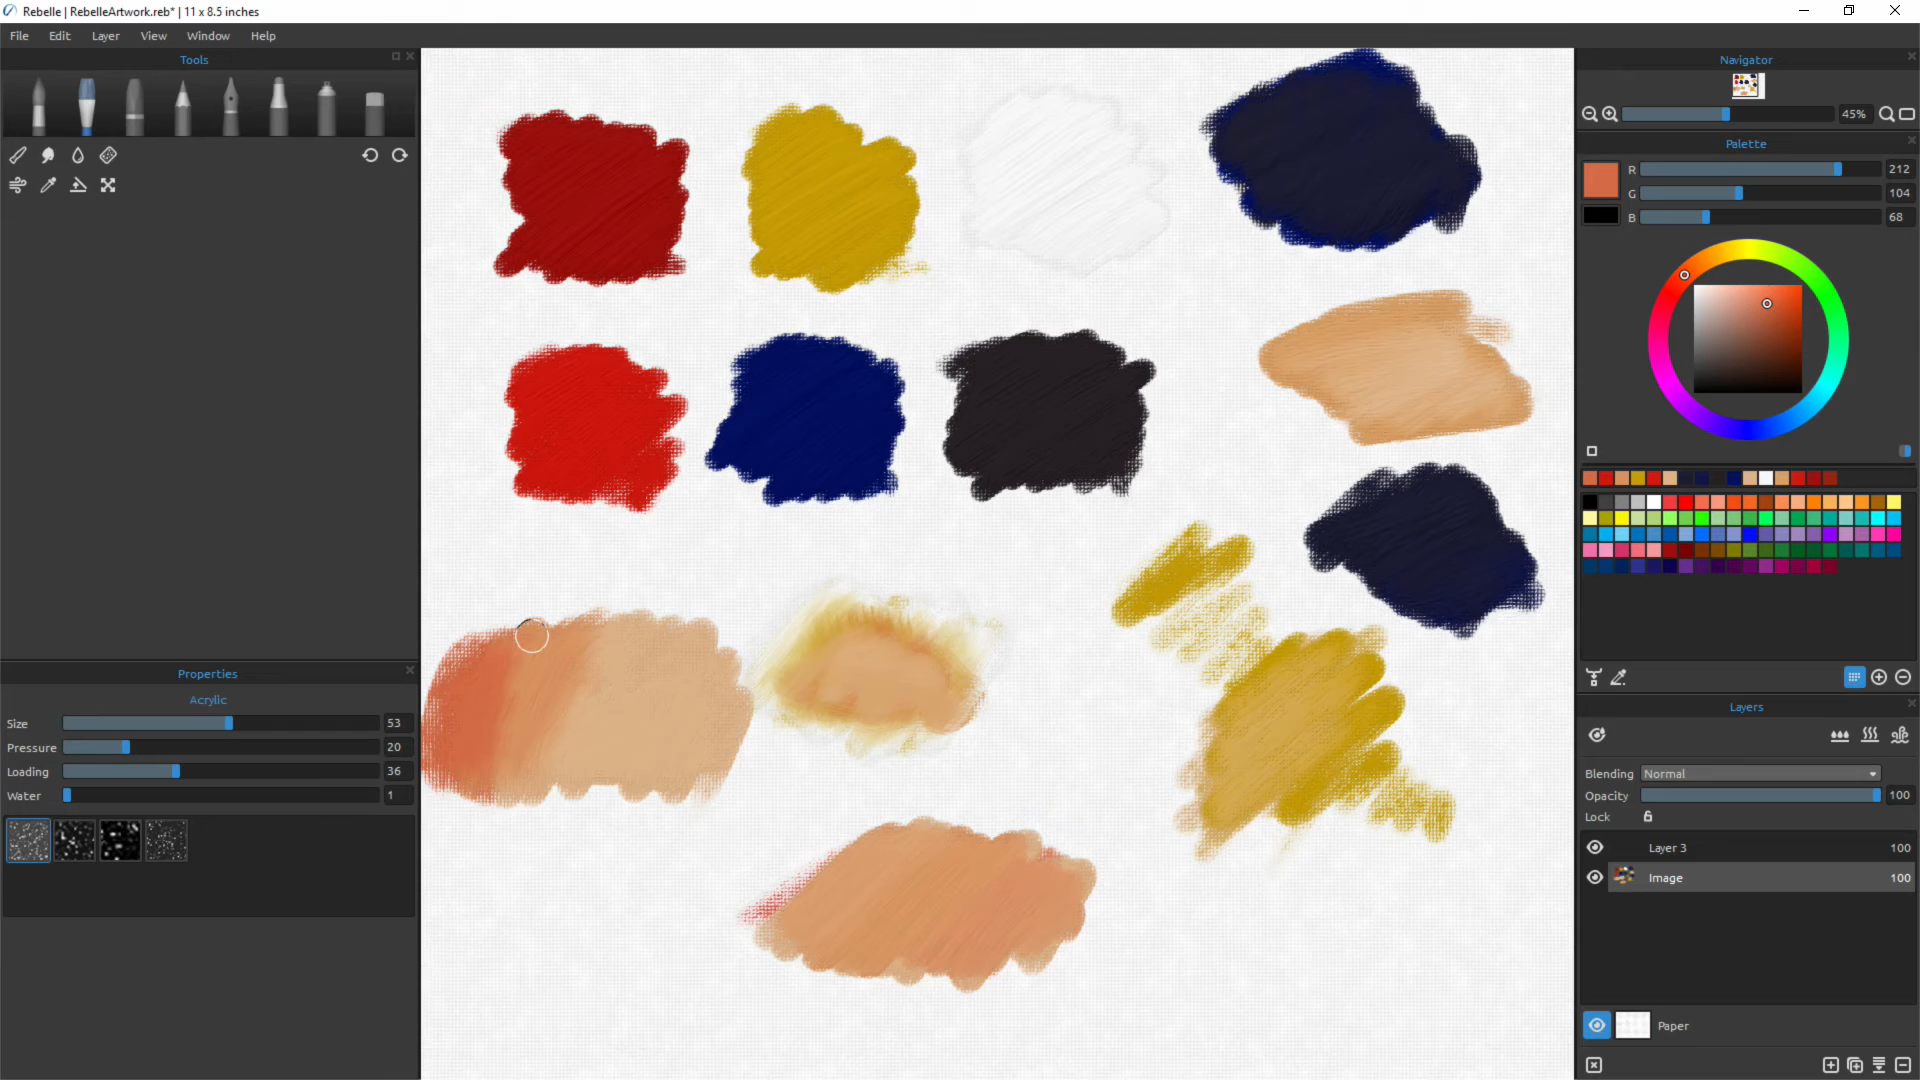 Rebelle | RebelleArtwork.reb* | 11 x 8.5 inches
File Edit Layer View Window Help
Tools
Properties
Acrylic
Size 53
Pressure 20
Loading 36
Water 1
Navigator
45%
Palette
R 212
G 104
B 68
Layers
Blending Normal
Opacity 100
Lock
Layer 3 100
Image 100
Paper